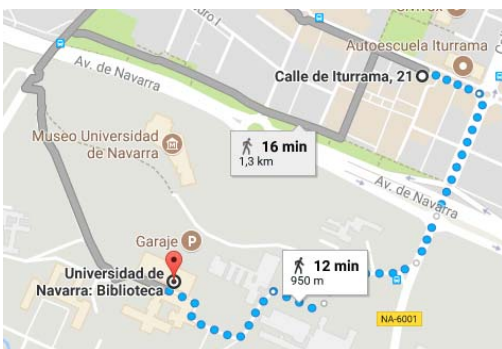 Autoescuela Iturrama
Calle de Iturrama, 21
Av. de Navarra
Museo Universidad
de Navarra
16 min
1,3 km
Av. de Navarra
Garaje
P
Universidad de
Navarra: Biblioteca
12 min
950 m
NA-6001